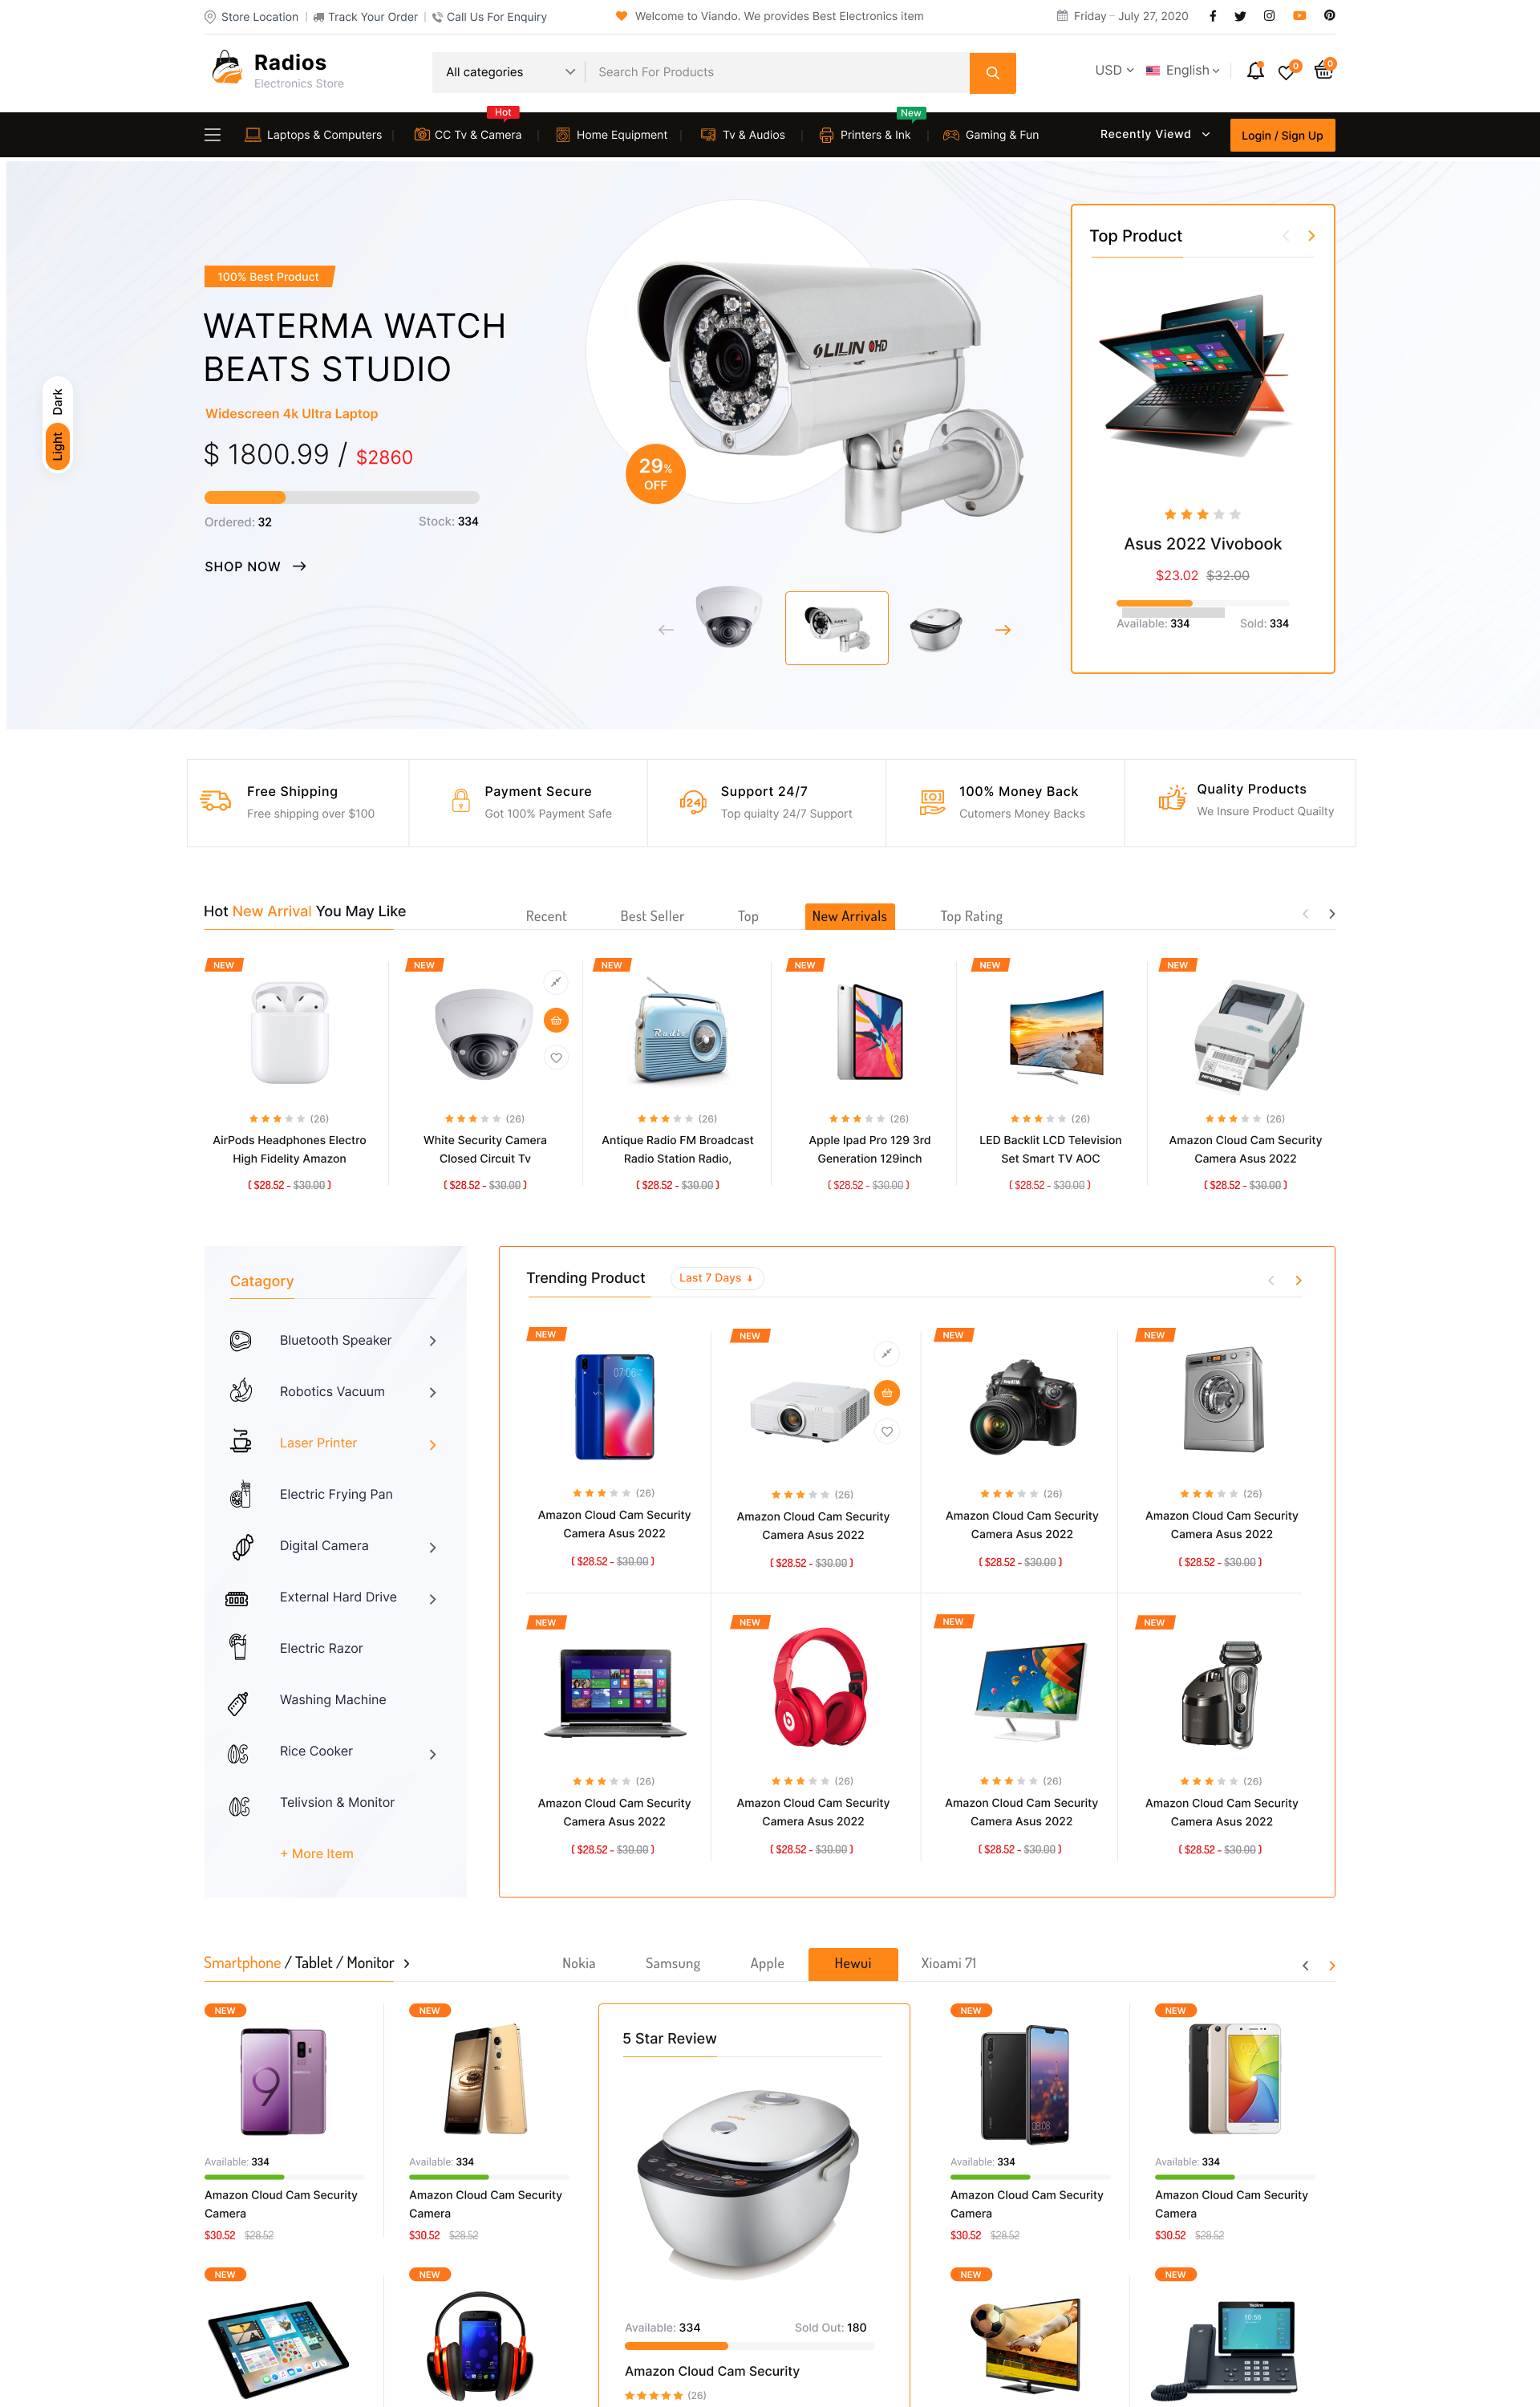 Store Location | Track Your Order | Call Us For Enquiry
Welcome to Viando. We provides Best Electronics item
Friday – July 27, 2020
Radios
Electronics Store
All categories
Search For Products
USD
English
0
0
Hot
New
Laptops & Computers
CC Tv & Camera
Home Equipment
Tv & Audios
Printers & Ink
Gaming & Fun
Recently Viewd
Login / Sign Up
Dark
Light
100% Best Product
WATERMA WATCH
BEATS STUDIO
Widescreen 4k Ultra Laptop
$ 1800.99 / $2860
Ordered: 32
Stock: 334
SHOP NOW
LILIN HD
29%
OFF
Top Product
Asus 2022 Vivobook
$23.02 $32.00
Available: 334
Sold: 334
Free Shipping
Free shipping over $100
Payment Secure
Got 100% Payment Safe
24
Support 24/7
Top quialty 24/7 Support
100% Money Back
Cutomers Money Backs
Quality Products
We Insure Product Quailty
Hot New Arrival You May Like
Recent
Best Seller
Top
New Arrivals
Top Rating
NEW
NEW
NEW
NEW
NEW
NEW
Radio
(26)
(26)
(26)
(26)
(26)
(26)
AirPods Headphones Electro
High Fidelity Amazon
( $28.52 - $30.00 )
White Security Camera
Closed Circuit Tv
( $28.52 - $30.00 )
Antique Radio FM Broadcast
Radio Station Radio,
( $28.52 - $30.00 )
Apple Ipad Pro 129 3rd
Generation 129inch
( $28.52 - $30.00 )
LED Backlit LCD Television
Set Smart TV AOC
( $28.52 - $30.00 )
Amazon Cloud Cam Security
Camera Asus 2022
( $28.52 - $30.00 )
Catagory
Bluetooth Speaker
Robotics Vacuum
Laser Printer
Electric Frying Pan
Digital Camera
External Hard Drive
Electric Razor
Washing Machine
Rice Cooker
Telivsion & Monitor
+ More Item
Trending Product
Last 7 Days
NEW
NEW
NEW
NEW
07:06
(26)
Amazon Cloud Cam Security
Camera Asus 2022
( $28.52 - $30.00 )
(26)
Amazon Cloud Cam Security
Camera Asus 2022
( $28.52 - $30.00 )
(26)
Amazon Cloud Cam Security
Camera Asus 2022
( $28.52 - $30.00 )
(26)
Amazon Cloud Cam Security
Camera Asus 2022
( $28.52 - $30.00 )
NEW
NEW
NEW
NEW
(26)
Amazon Cloud Cam Security
Camera Asus 2022
( $28.52 - $30.00 )
(26)
Amazon Cloud Cam Security
Camera Asus 2022
( $28.52 - $30.00 )
(26)
Amazon Cloud Cam Security
Camera Asus 2022
( $28.52 - $30.00 )
(26)
Amazon Cloud Cam Security
Camera Asus 2022
( $28.52 - $30.00 )
Smartphone / Tablet / Monitor
Nokia
Samsung
Apple
Hewui
Xioami 71
NEW
9
Available: 334
Amazon Cloud Cam Security
Camera
$30.52 $28.52
NEW
Available: 334
Amazon Cloud Cam Security
Camera
$30.52 $28.52
5 Star Review
Available: 334
Sold Out: 180
Amazon Cloud Cam Security
(26)
NEW
08:08
Available: 334
Amazon Cloud Cam Security
Camera
$30.52 $28.52
NEW
Available: 334
Amazon Cloud Cam Security
Camera
$30.52 $28.52
NEW
NEW
NEW
NEW
10:50